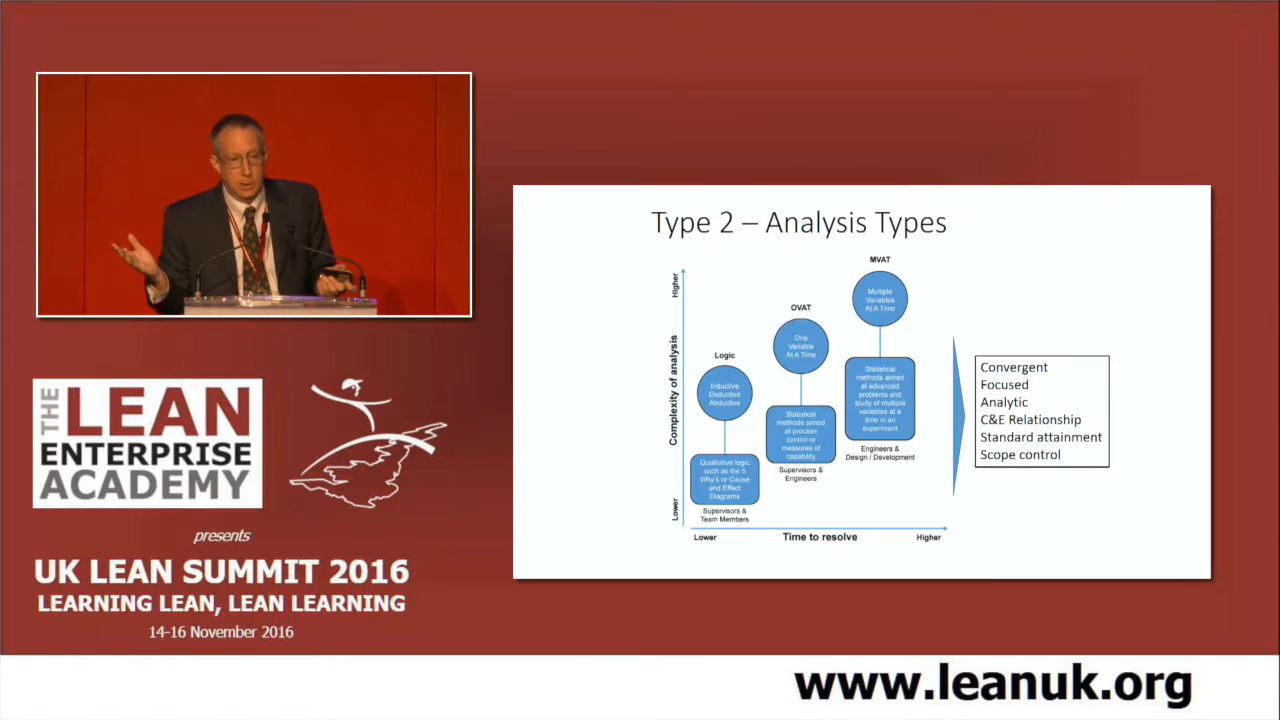 Type 2 – Analysis Types
MVAT
Multiple
Variables
At A Time
OVAT
One
Variable
At A Time
Logic
Inductive
Deductive
Abductive
Statistical
methods aimed
at advanced
problems and
study of multiple
variables at a
time in an
experiment
Engineers &
Design / Development
Statistical
methods aimed
at process
control or
measures of
capability
Supervisors &
Engineers
Qualitative logic
such as the 5
Why's or Cause
and Effect
Diagrams
Supervisors &
Team Members
Higher
Complexity of analysis
Lower
Lower
Time to resolve
Higher
Convergent
Focused
Analytic
C&E Relationship
Standard attainment
Scope control
THE LEAN
ENTERPRISE
ACADEMY
presents
UK LEAN SUMMIT 2016
LEARNING LEAN, LEAN LEARNING
14-16 November 2016
www.leanuk.org